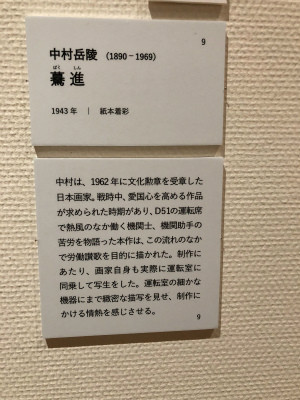 9
中村岳陵 (1890-1969)
ばく しん
驀進
1943年 | 紙本着彩
中村は、1962年に文化勲章を受章した
日本画家。戦時中、愛国心を高める作品
が求められた時期があり、D51の運転席
で熱風のなか働く機関士、機関助手の
苦労を物語った本作は、この流れのなか
で労働讃歌を目的に描かれた。制作に
あたり、画家自身も実際に運転室に
同乗して写生をした。運転室の細かな
機器にまで緻密な描写を見せ、制作に
かける情熱を感じさせる。
9